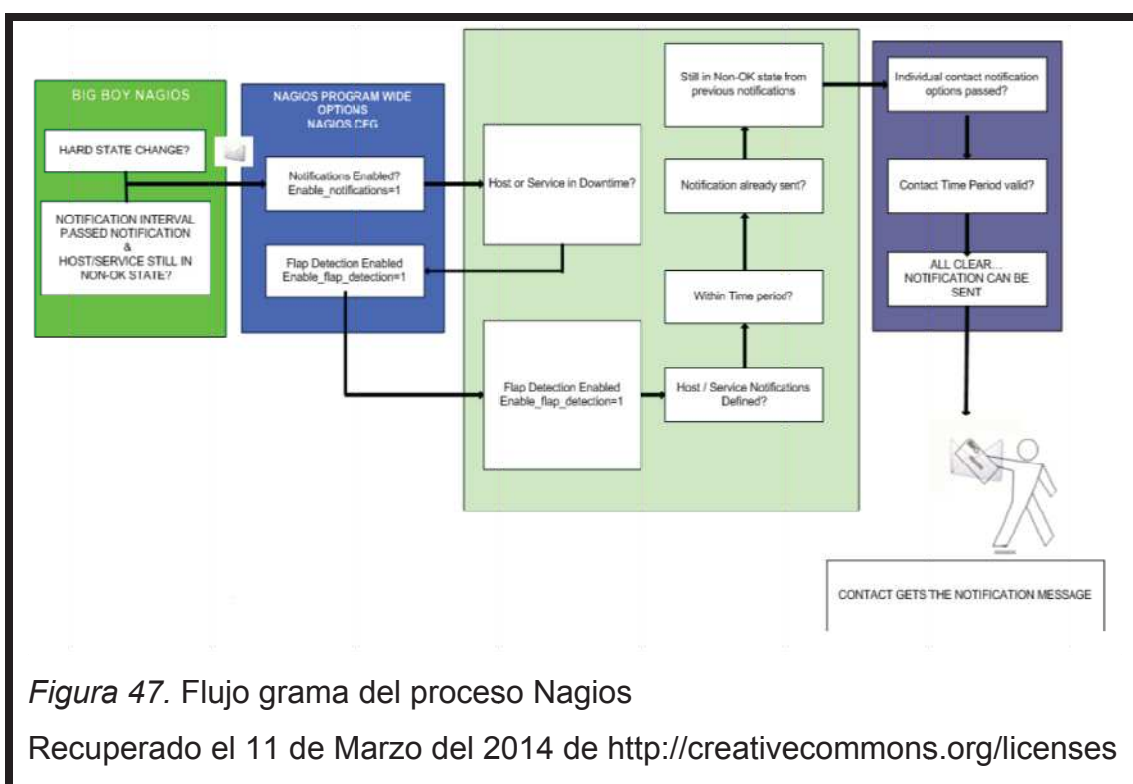 BIG BOY NAGIOS
HARD STATE CHANGE?
NOTIFICATION INTERVAL
PASSED NOTIFICATION
&
HOST/SERVICE STILL IN
NON-OK STATE?
NAGIOS PROGRAM WIDE
OPTIONS
NAGIOS CFG
Notifications Enabled?
Enable_notifications=1
Flap Detection Enabled
Enable_flap_detection=1
Host or Service in Downtime?
Flap Detection Enabled
Enable_flap_detection=1
Host / Service Notifications
Defined?
Within Time period?
Notification already sent?
Still in Non-OK state from
previous notifications
Individual contact notification
options passed?
Contact Time Period valid?
ALL CLEAR...
NOTIFICATION CAN BE
SENT
CONTACT GETS THE NOTIFICATION MESSAGE
Figura 47. Flujo grama del proceso Nagios
Recuperado el 11 de Marzo del 2014 de http://creativecommons.org/licenses